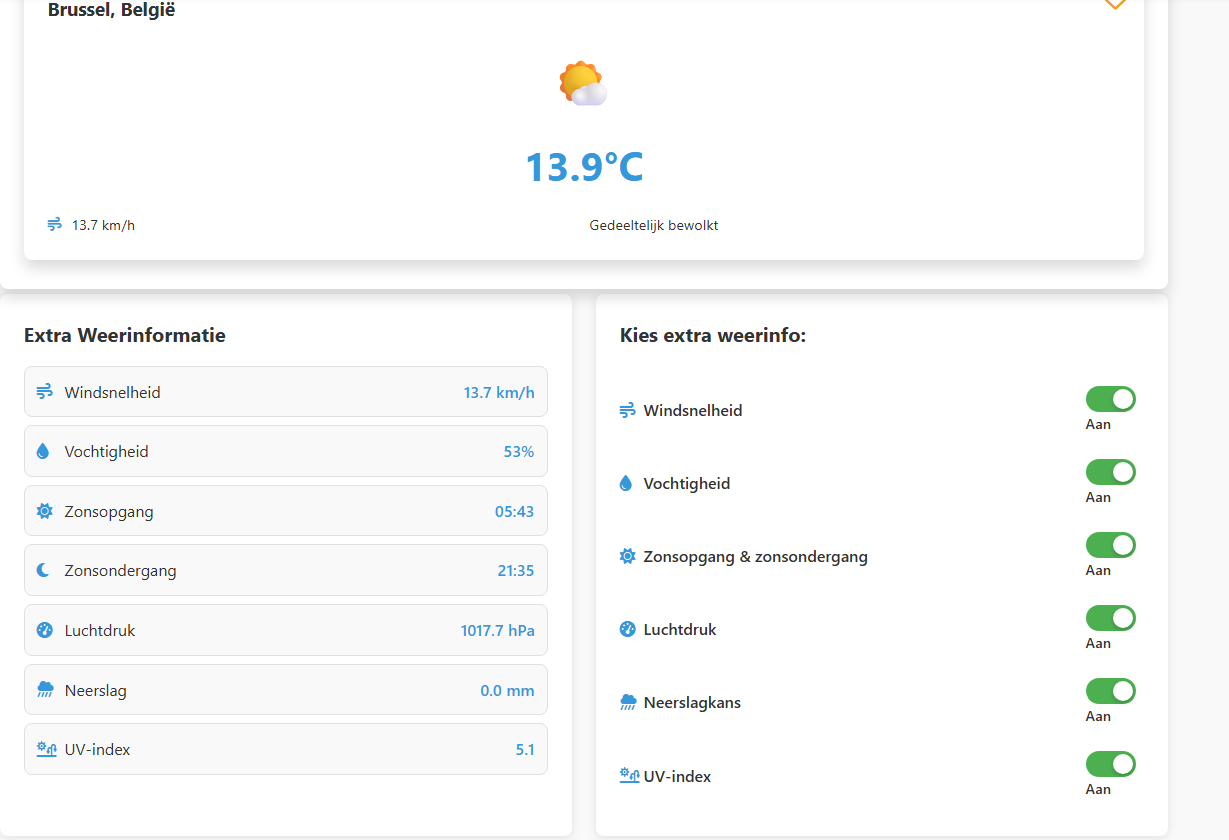 Brussel, België
13.9°C
13.7 km/h
Gedeeltelijk bewolkt
Extra Weerinformatie
Windsnelheid 13.7 km/h
Vochtigheid 53%
Zonsopgang 05:43
Zonsondergang 21:35
Luchtdruk 1017.7 hPa
Neerslag 0.0 mm
UV-index 5.1
Kies extra weerinfo:
Windsnelheid
Aan
Vochtigheid
Aan
Zonsopgang & zonsondergang
Aan
Luchtdruk
Aan
Neerslagkans
Aan
UV-index
Aan